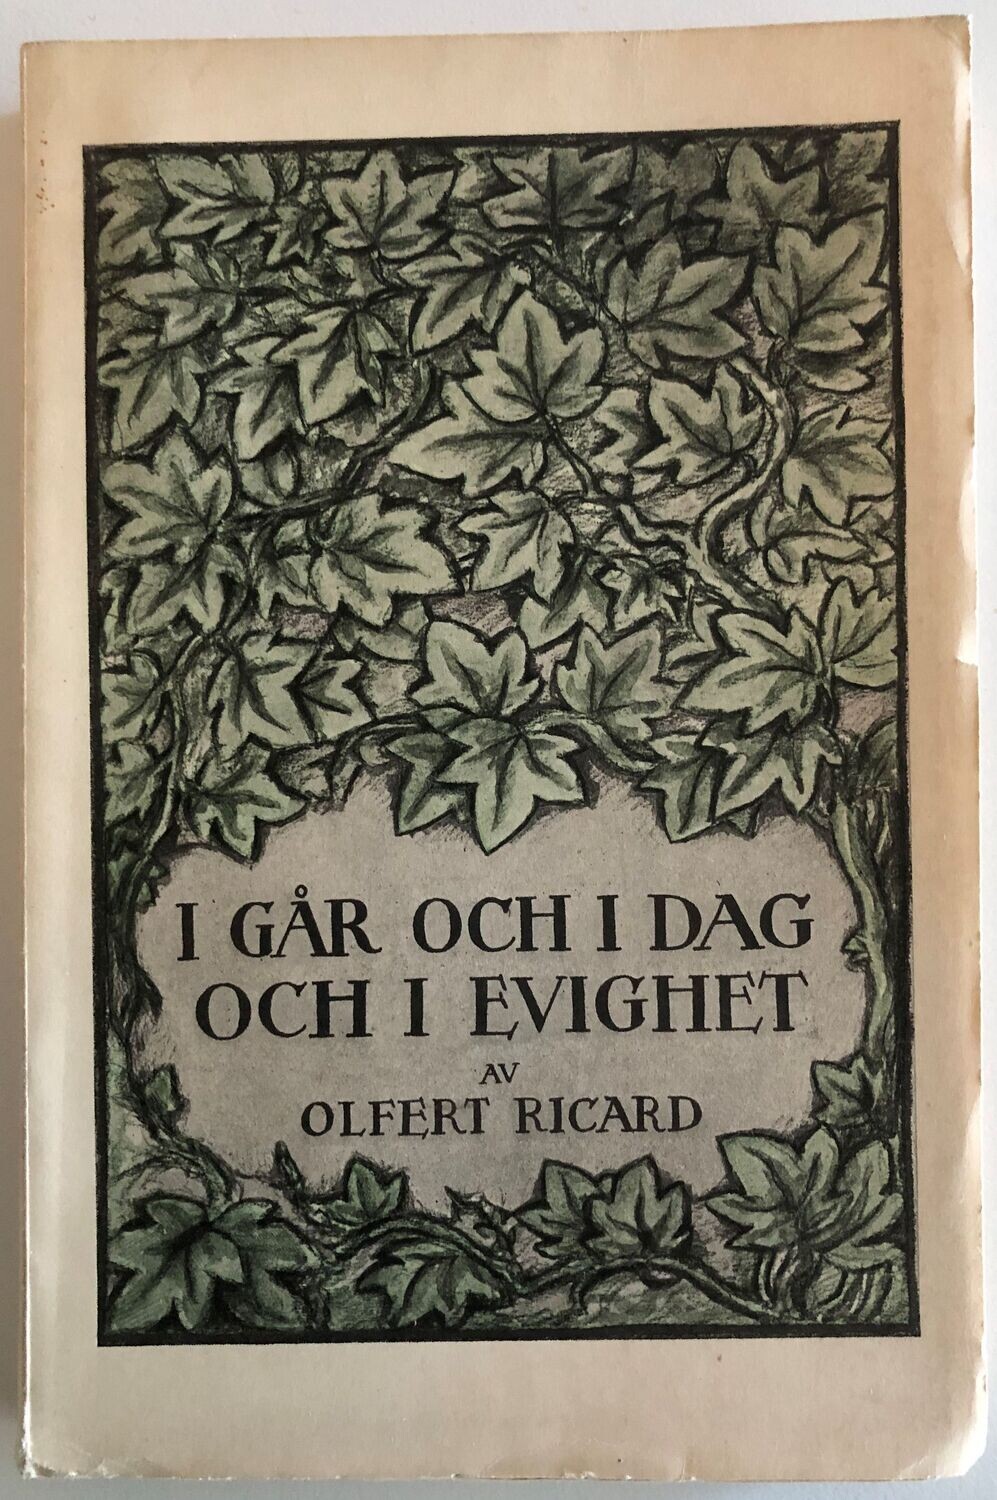 I GÅR OCH I DAG
OCH I EVIGHET
AV
OLFERT RICARD